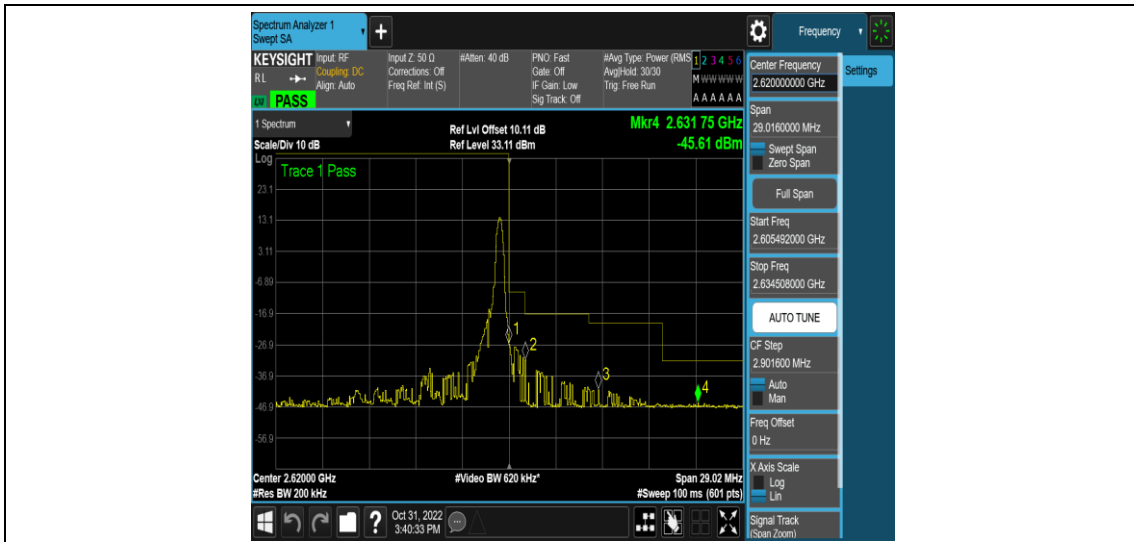 Spectrum Analyzer 1
Swept SA
+
Frequency
KEYSIGHT
RL
LXI
PASS
Input: RF
Coupling: DC
Align: Auto
Input Z: 50 Ω
Corrections: Off
Freq Ref: Int (S)
#Atten: 40 dB
PNO: Fast
Gate: Off
IF Gain: Low
Sig Track: Off
#Avg Type: Power (RMS
Avg|Hold: 30/30
Trig: Free Run
1 2 3 4 5 6
M W W W W W
A A A A A A
1 Spectrum
Scale/Div 10 dB
Ref Lvl Offset 10.11 dB
Ref Level 33.11 dBm
Mkr4 2.631 75 GHz
-45.61 dBm
Log
Trace 1 Pass
23.1
13.1
3.11
-6.89
-16.9
-26.9
-36.9
-46.9
-56.9
1
2
3
4
Center 2.62000 GHz
#Res BW 200 kHz
#Video BW 620 kHz*
Span 29.02 MHz
#Sweep 100 ms (601 pts)
?
Oct 31, 2022
3:40:33 PM
Center Frequency
2.620000000 GHz
Settings
Span
29.0160000 MHz
Swept Span
Zero Span
Full Span
Start Freq
2.605492000 GHz
Stop Freq
2.634508000 GHz
AUTO TUNE
CF Step
2.901600 MHz
Auto
Man
Freq Offset
0 Hz
X Axis Scale
Log
Lin
Signal Track
(Span Zoom)